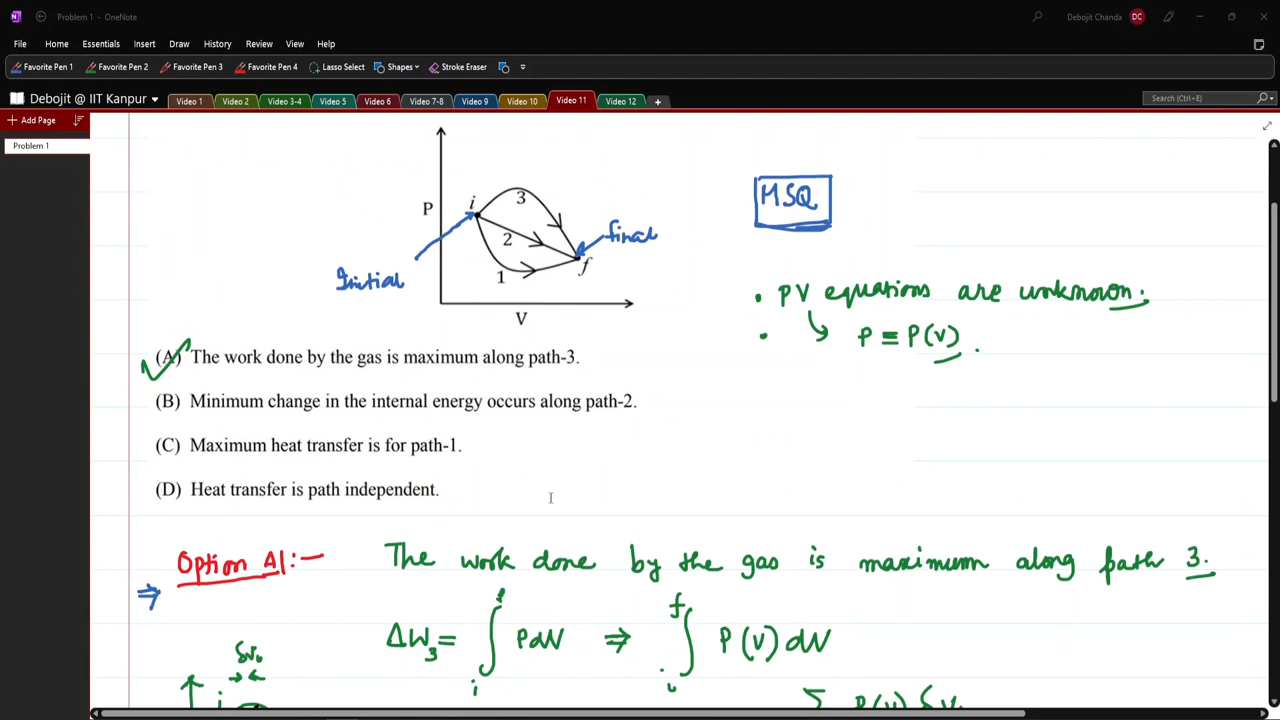 Problem 1 - OneNote
Debojit Chanda DC
File Home Essentials Insert Draw History Review View Help
Favorite Pen 1 Favorite Pen 2 Favorite Pen 3 Favorite Pen 4 Lasso Select Shapes Stroke Eraser
Debojit @ IIT Kanpur Video 1 Video 2 Video 3-4 Video 5 Video 6 Video 7-8 Video 9 Video 10 Video 11 Video 12 + Search (Ctrl+E)
+ Add Page
Problem 1
P
V
i
3
2
1
f
Initial
final
MSQ
• PV equations are unknown.
• P ≡ P(V).
(A) The work done by the gas is maximum along path-3.
(B) Minimum change in the internal energy occurs along path-2.
(C) Maximum heat transfer is for path-1.
(D) Heat transfer is path independent.
Option A|:- The work done by the gas is maximum along path 3.
⇒
ΔW₃ = ∫ᵢᶠ PdV ⇒ ∫ᵢᶠ P(V)dV
δv₀
i
Σ P(V) δV